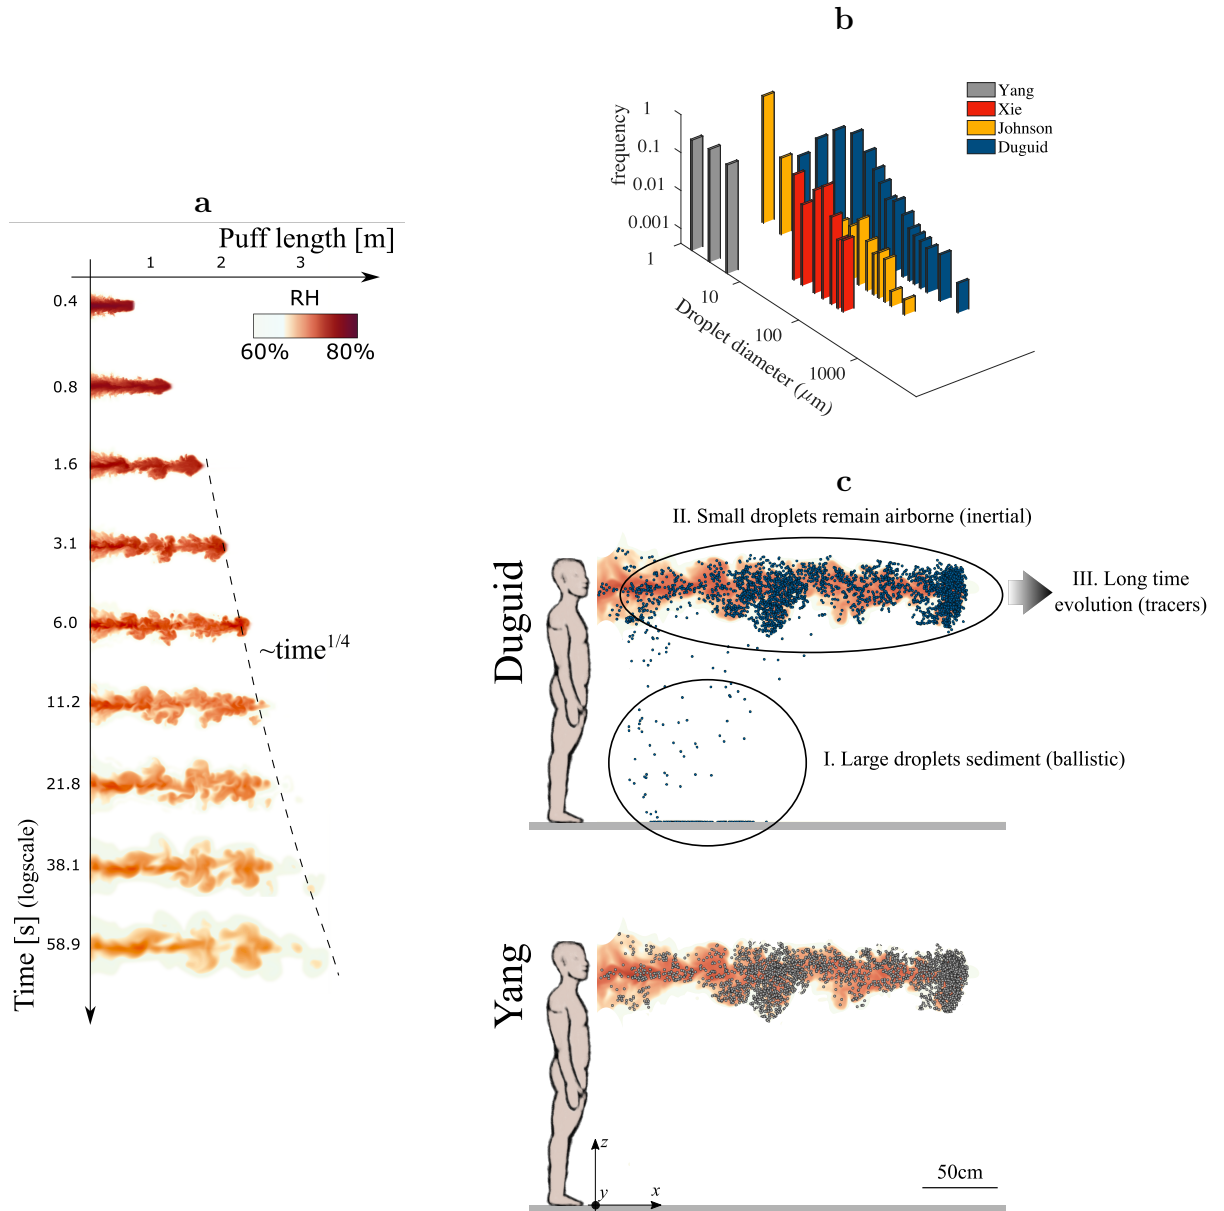 a
Puff length [m]
1 2 3
RH
60% 80%
0.4
0.8
1.6
3.1
6.0
11.2
21.8
38.1
58.9
~time1/4
Time [s] (logscale)
b
Yang
Xie
Johnson
Duguid
frequency
1
0.1
0.01
0.001
1
10
100
1000
Droplet diameter (μm)
c
II. Small droplets remain airborne (inertial)
Duguid
III. Long time
evolution (tracers)
I. Large droplets sediment (ballistic)
Yang
z
y
x
50cm